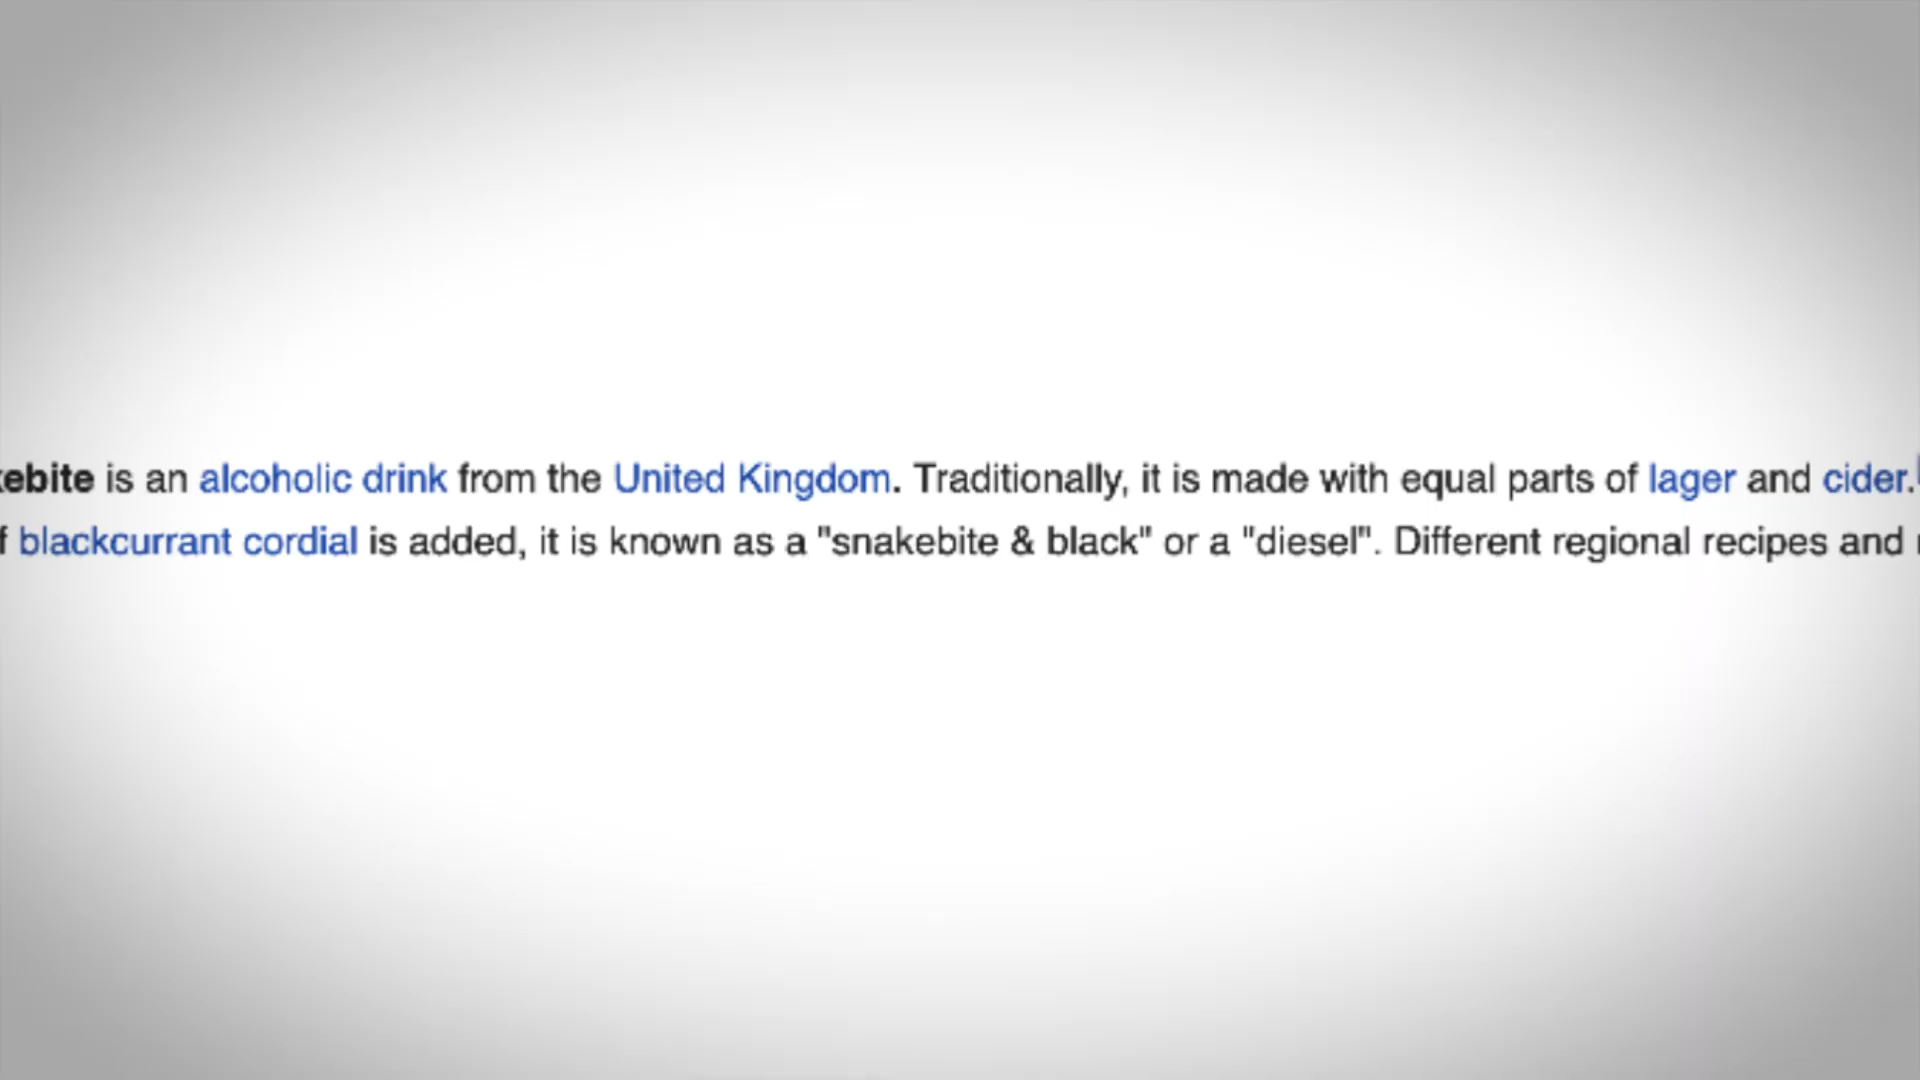 kebite is an alcoholic drink from the United Kingdom. Traditionally, it is made with equal parts of lager and cider.
f blackcurrant cordial is added, it is known as a "snakebite & black" or a "diesel". Different regional recipes and